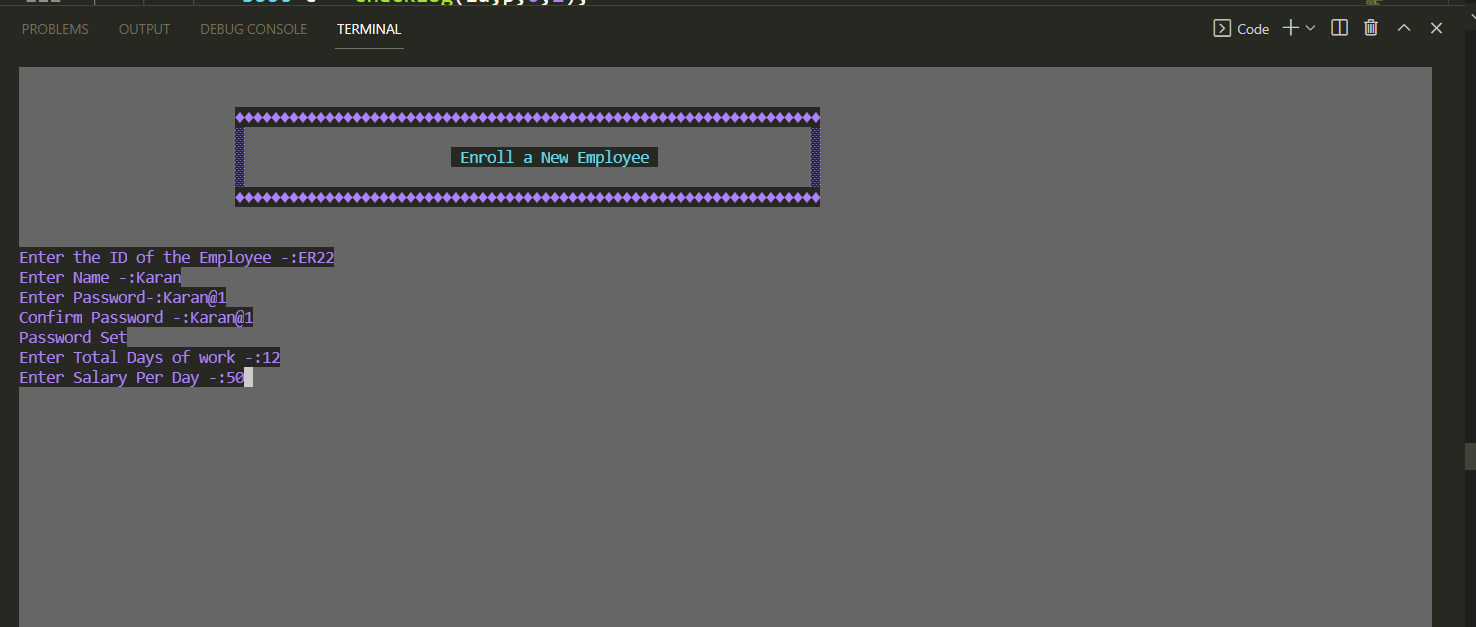 PROBLEMS OUTPUT DEBUG CONSOLE TERMINAL Code
Enroll a New Employee
Enter the ID of the Employee -:ER22
Enter Name -:Karan
Enter Password-:Karan@1
Confirm Password -:Karan@1
Password Set
Enter Total Days of work -:12
Enter Salary Per Day -:50